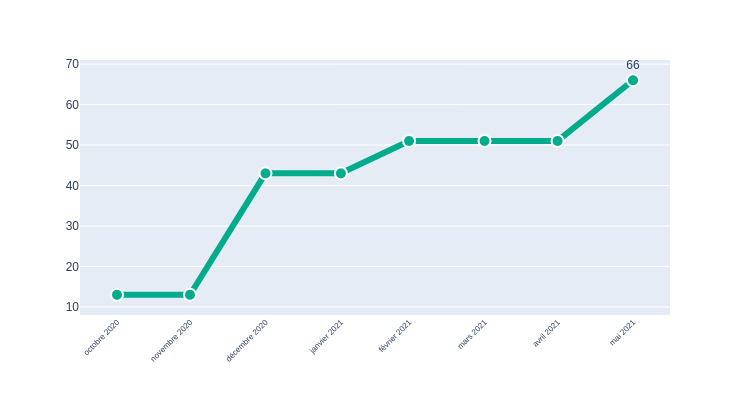 70
66
60
50
40
30
20
10
octobre 2020
novembre 2020
décembre 2020
janvier 2021
février 2021
mars 2021
avril 2021
mai 2021